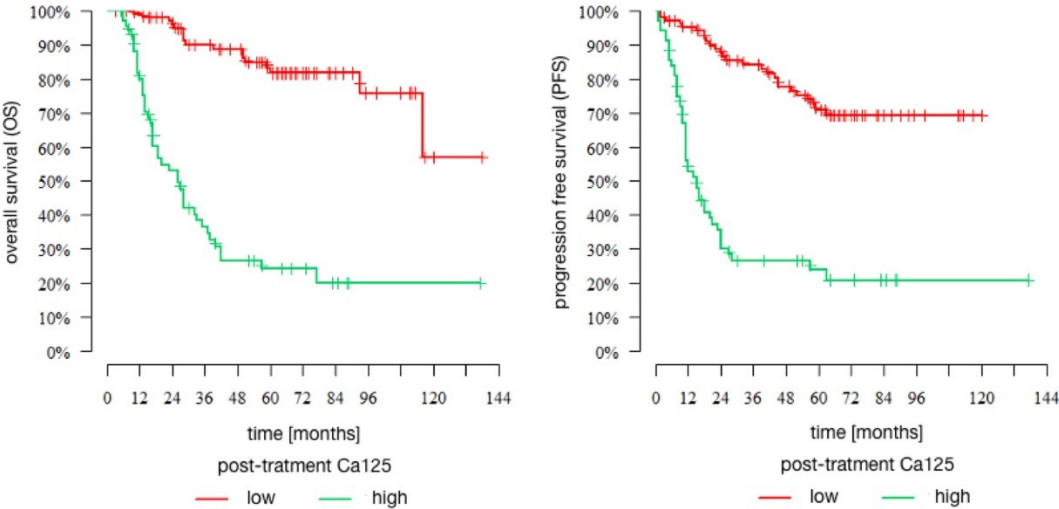 overall survival (OS)
100%
90%
80%
70%
60%
50%
40%
30%
20%
10%
0%
0 12 24 36 48 60 72 84 96 120 144
time [months]
post-tratment Ca125
low high
progression free survival (PFS)
100%
90%
80%
70%
60%
50%
40%
30%
20%
10%
0%
0 12 24 36 48 60 72 84 96 120 144
time [months]
post-tratment Ca125
low high